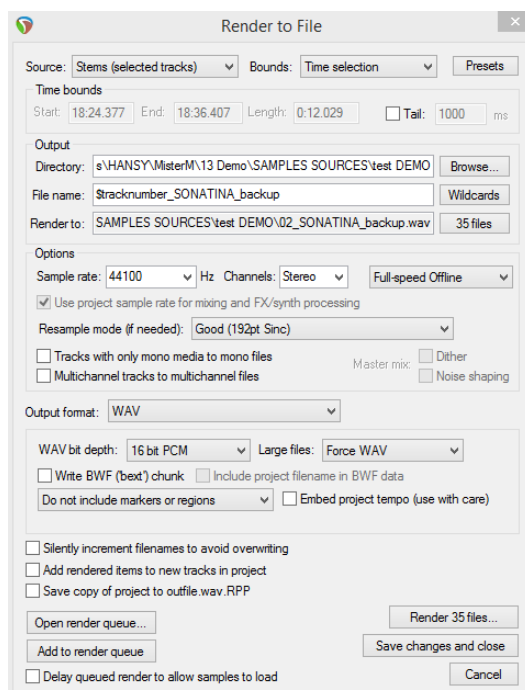 Render to File
Source: Stems (selected tracks) Bounds: Time selection Presets
Time bounds
Start: 18:24.377 End: 18:36.407 Length: 0:12.029 Tail: 1000 ms
Output
Directory: s\HANSY\MisterM\13 Demo\SAMPLES SOURCES\test DEMO Browse...
File name: $tracknumber_SONATINA_backup Wildcards
Render to: SAMPLES SOURCES\test DEMO\02_SONATINA_backup.wav 35 files
Options
Sample rate: 44100 Hz Channels: Stereo Full-speed Offline
Use project sample rate for mixing and FX/synth processing
Resample mode (if needed): Good (192pt Sinc)
Tracks with only mono media to mono files Master mix: Dither
Multichannel tracks to multichannel files Noise shaping
Output format: WAV
WAV bit depth: 16 bit PCM Large files: Force WAV
Write BWF ('bext') chunk Include project filename in BWF data
Do not include markers or regions Embed project tempo (use with care)
Silently increment filenames to avoid overwriting
Add rendered items to new tracks in project
Save copy of project to outfile.wav.RPP
Open render queue... Render 35 files...
Add to render queue Save changes and close
Delay queued render to allow samples to load Cancel